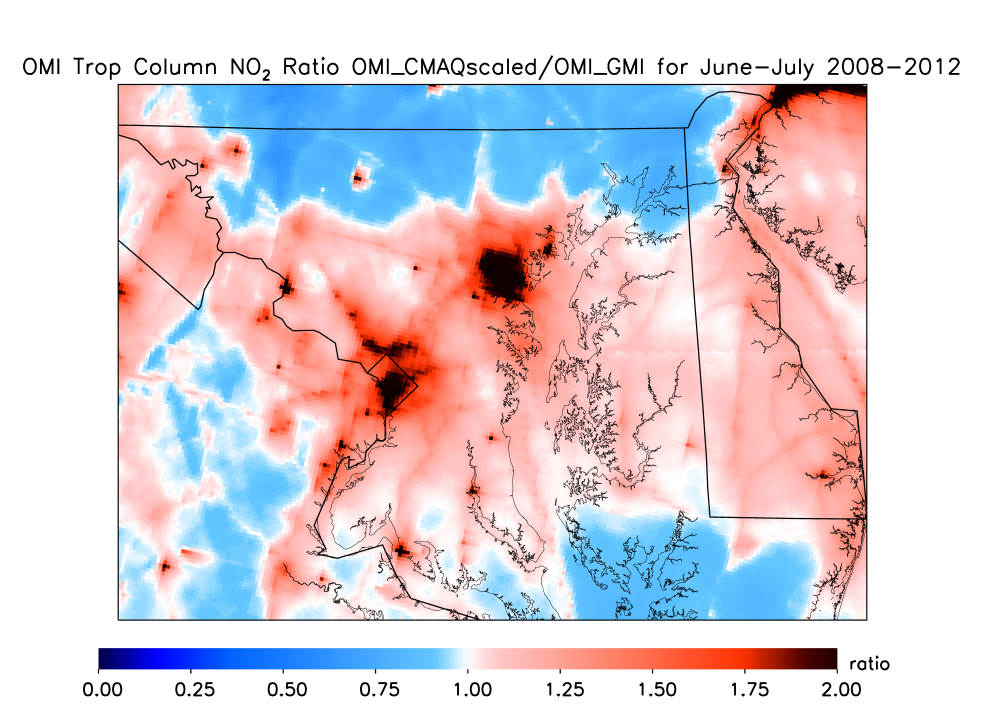 OMI Trop Column NO₂ Ratio OMI_CMAQscaled/OMI_GMI for June-July 2008-2012
ratio
0.00 0.25 0.50 0.75 1.00 1.25 1.50 1.75 2.00